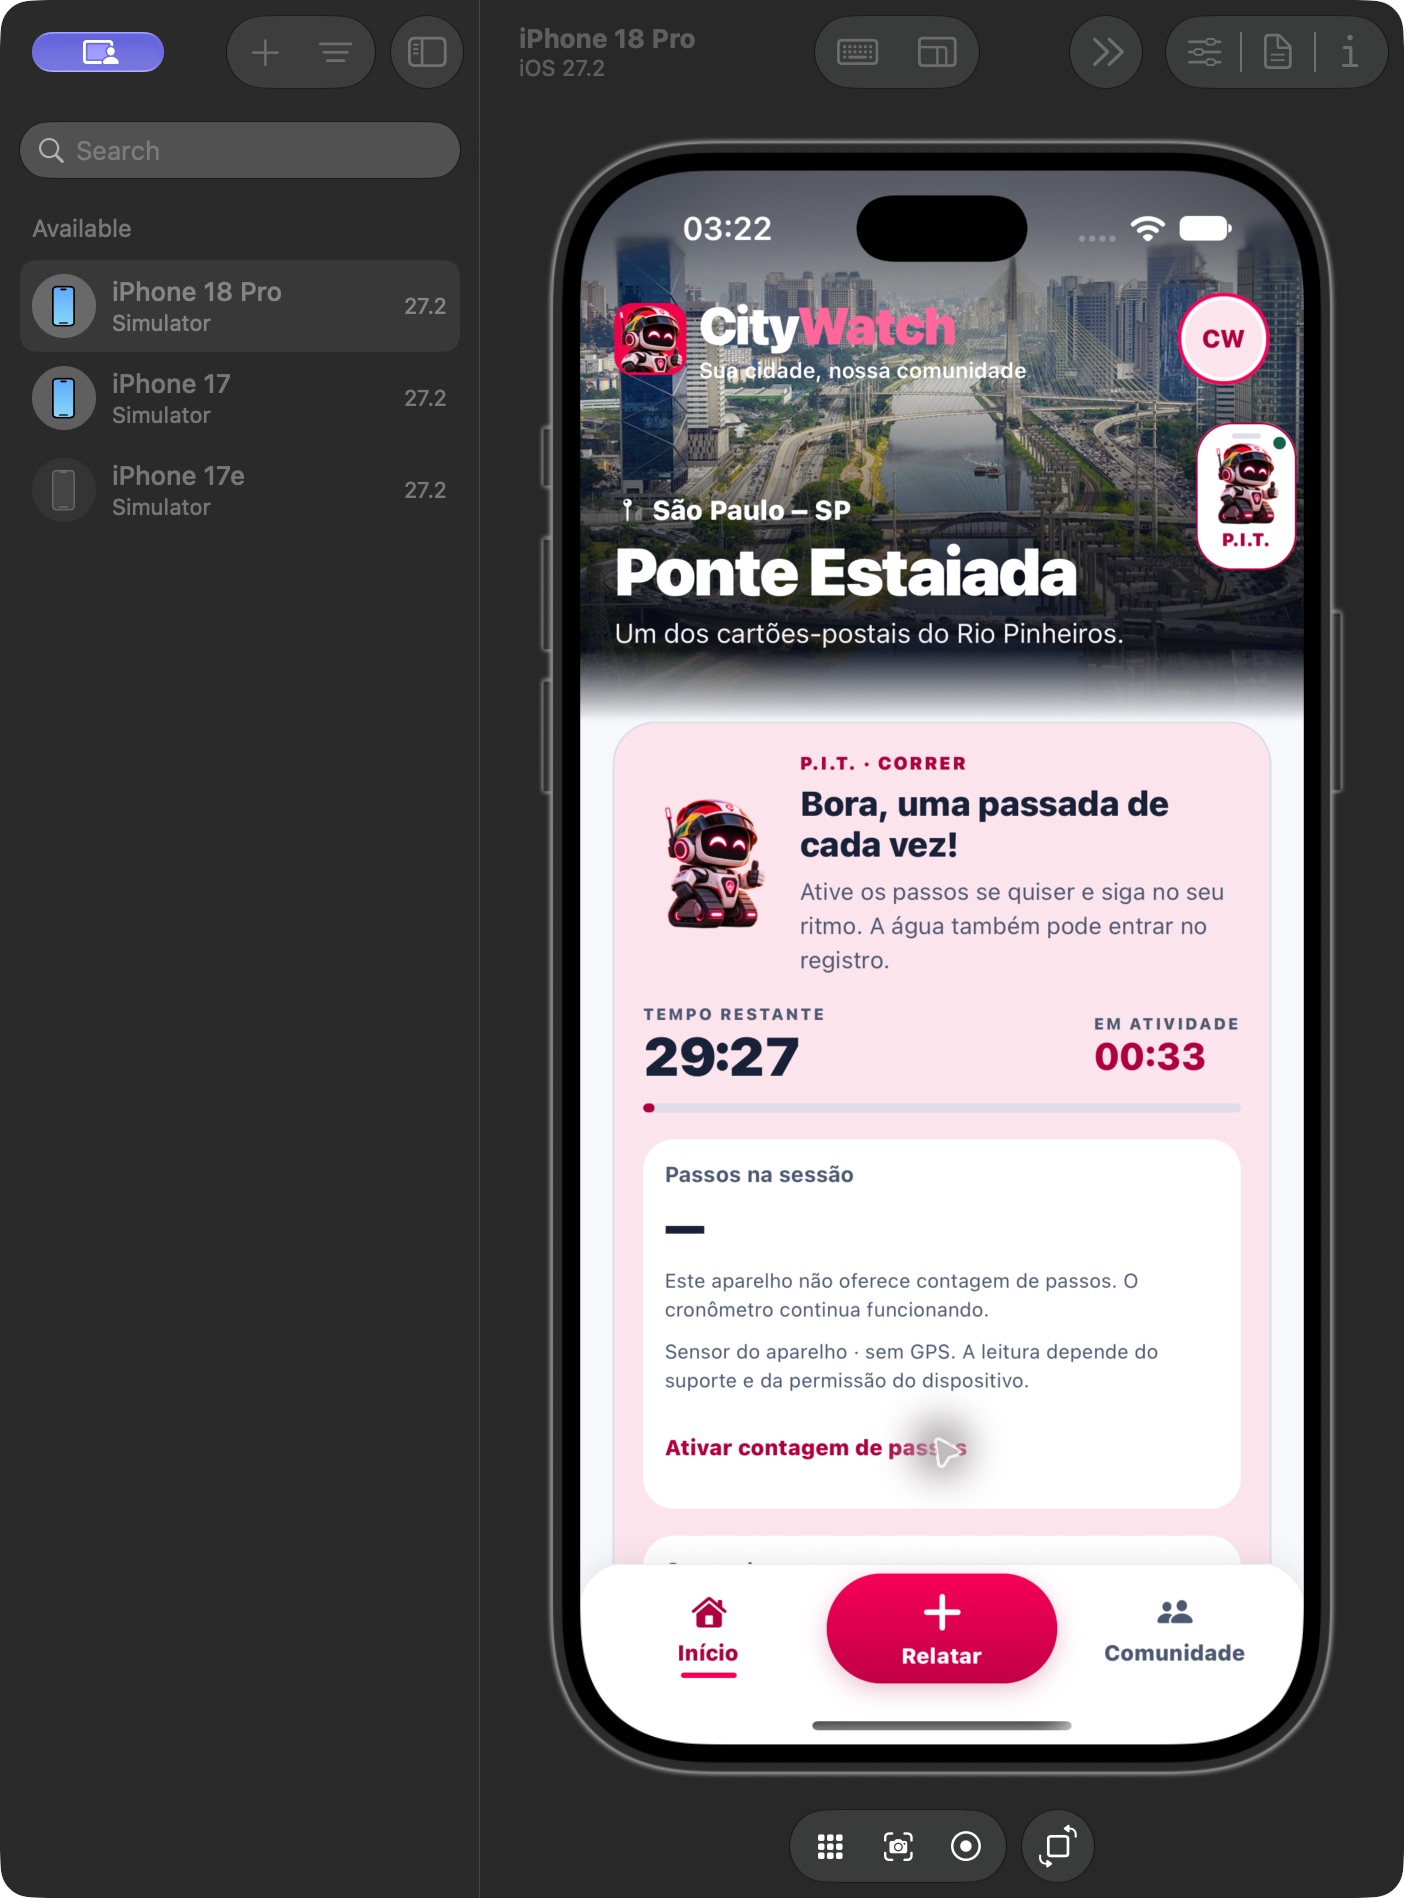 iPhone 18 Pro
iOS 27.2
Search
Available
iPhone 18 Pro
Simulator
27.2
iPhone 17
Simulator
27.2
iPhone 17e
Simulator
27.2
03:22
CityWatch
Sua cidade, nossa comunidade
CW
P.I.T.
São Paulo – SP
Ponte Estaiada
Um dos cartões-postais do Rio Pinheiros.
P.I.T. · CORRER
Bora, uma passada de
cada vez!
Ative os passos se quiser e siga no seu
ritmo. A água também pode entrar no
registro.
TEMPO RESTANTE
29:27
EM ATIVIDADE
00:33
Passos na sessão
—
Este aparelho não oferece contagem de passos. O
cronômetro continua funcionando.
Sensor do aparelho · sem GPS. A leitura depende do
suporte e da permissão do dispositivo.
Ativar contagem de passos
Início
Relatar
Comunidade